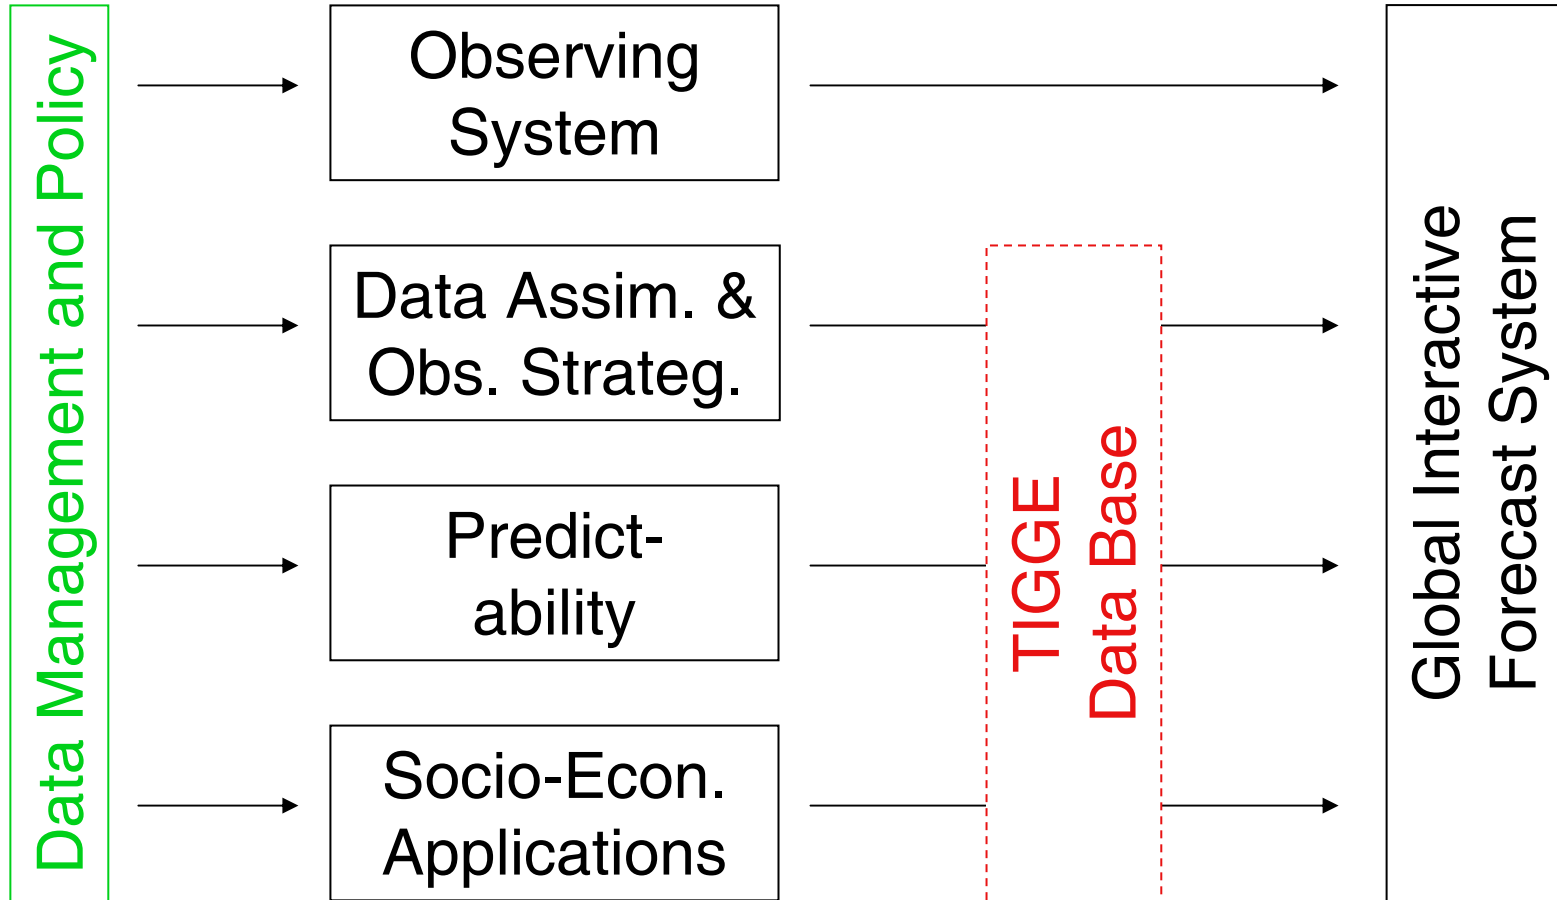 Data Management and Policy
Observing
System
Data Assim. &
Obs. Strateg.
Predict-
ability
Socio-Econ.
Applications
TIGGE
Data Base
Global Interactive
Forecast System